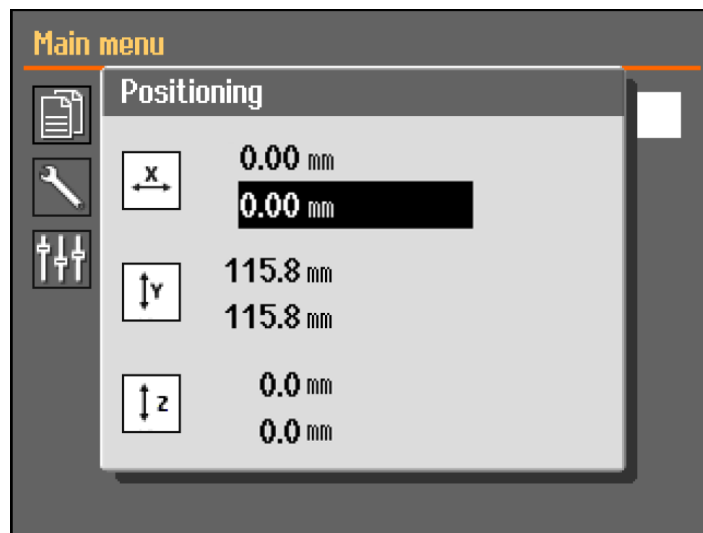 Main menu
Positioning
X
0.00 mm
0.00 mm
Y
115.8 mm
115.8 mm
Z
0.0 mm
0.0 mm